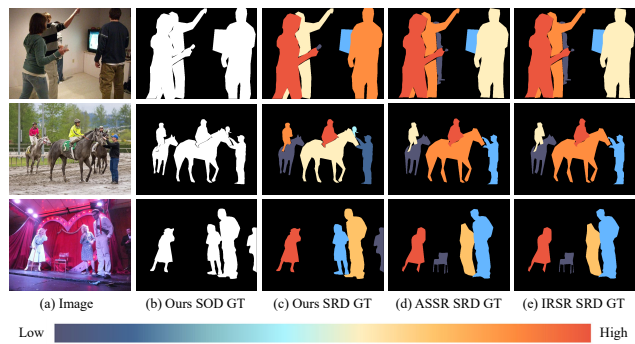 (a) Image
(b) Ours SOD GT
(c) Ours SRD GT
(d) ASSR SRD GT
(e) IRSR SRD GT
Low
High